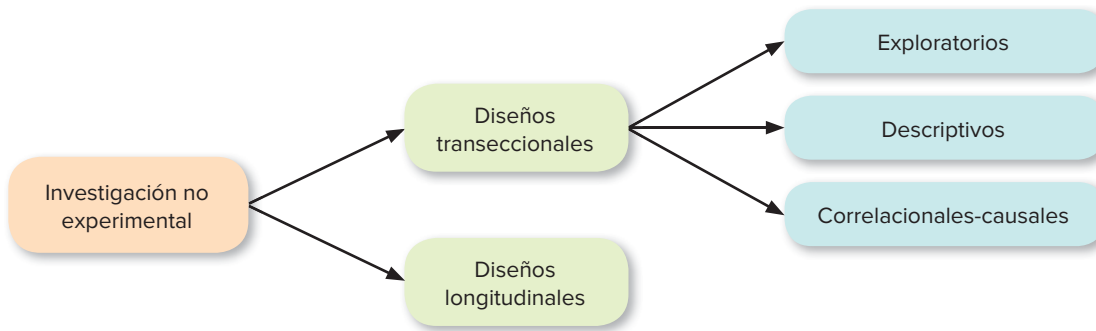 Investigación no
experimental
Diseños
transeccionales
Diseños
longitudinales
Exploratorios
Descriptivos
Correlacionales-causales